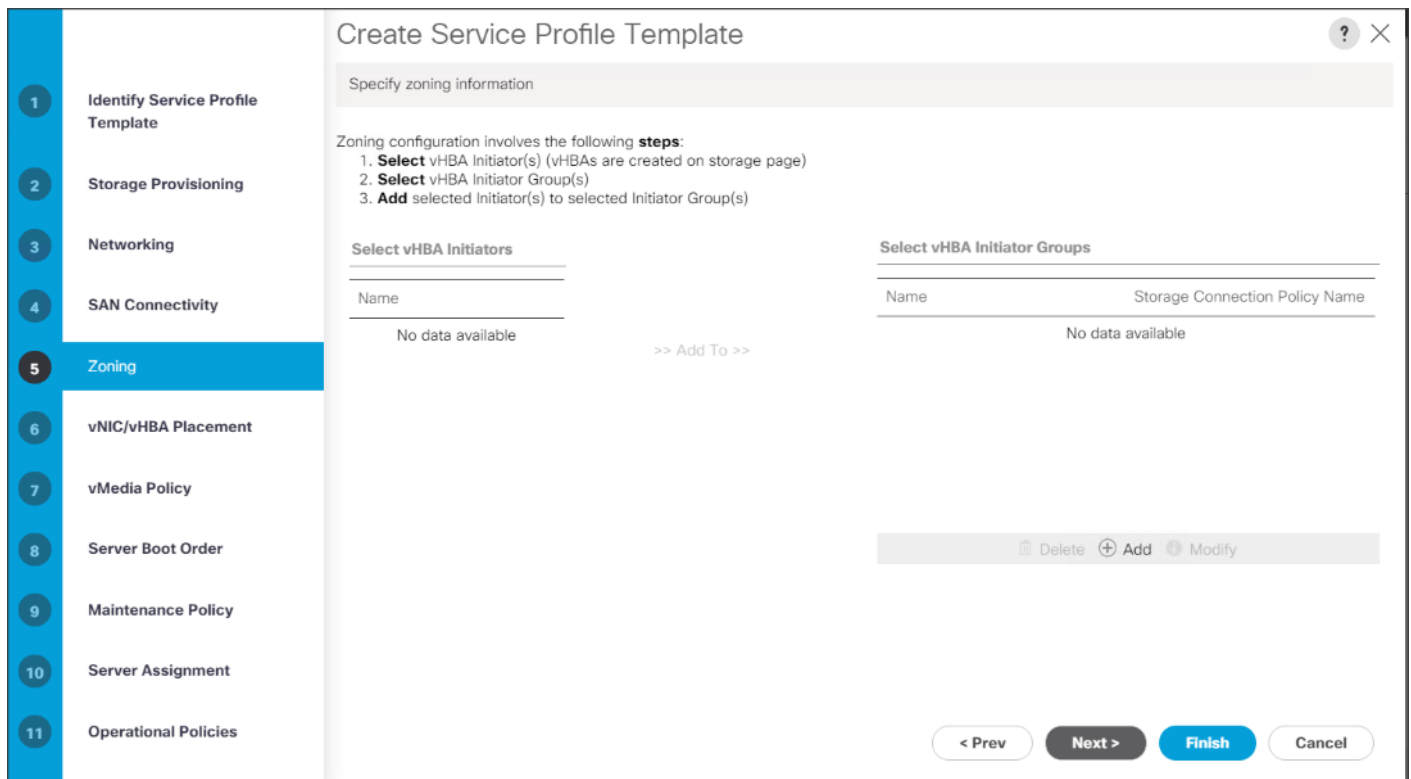 Create Service Profile Template
?
1
Identify Service Profile
Template
2
Storage Provisioning
3
Networking
4
SAN Connectivity
5
Zoning
6
vNIC/vHBA Placement
7
vMedia Policy
8
Server Boot Order
9
Maintenance Policy
10
Server Assignment
11
Operational Policies
Specify zoning information
Zoning configuration involves the following steps:
1. Select vHBA Initiator(s) (vHBAs are created on storage page)
2. Select vHBA Initiator Group(s)
3. Add selected Initiator(s) to selected Initiator Group(s)
Select vHBA Initiators
Name
No data available
>> Add To >>
Select vHBA Initiator Groups
Name Storage Connection Policy Name
No data available
Delete Add Modify
< Prev Next > Finish Cancel